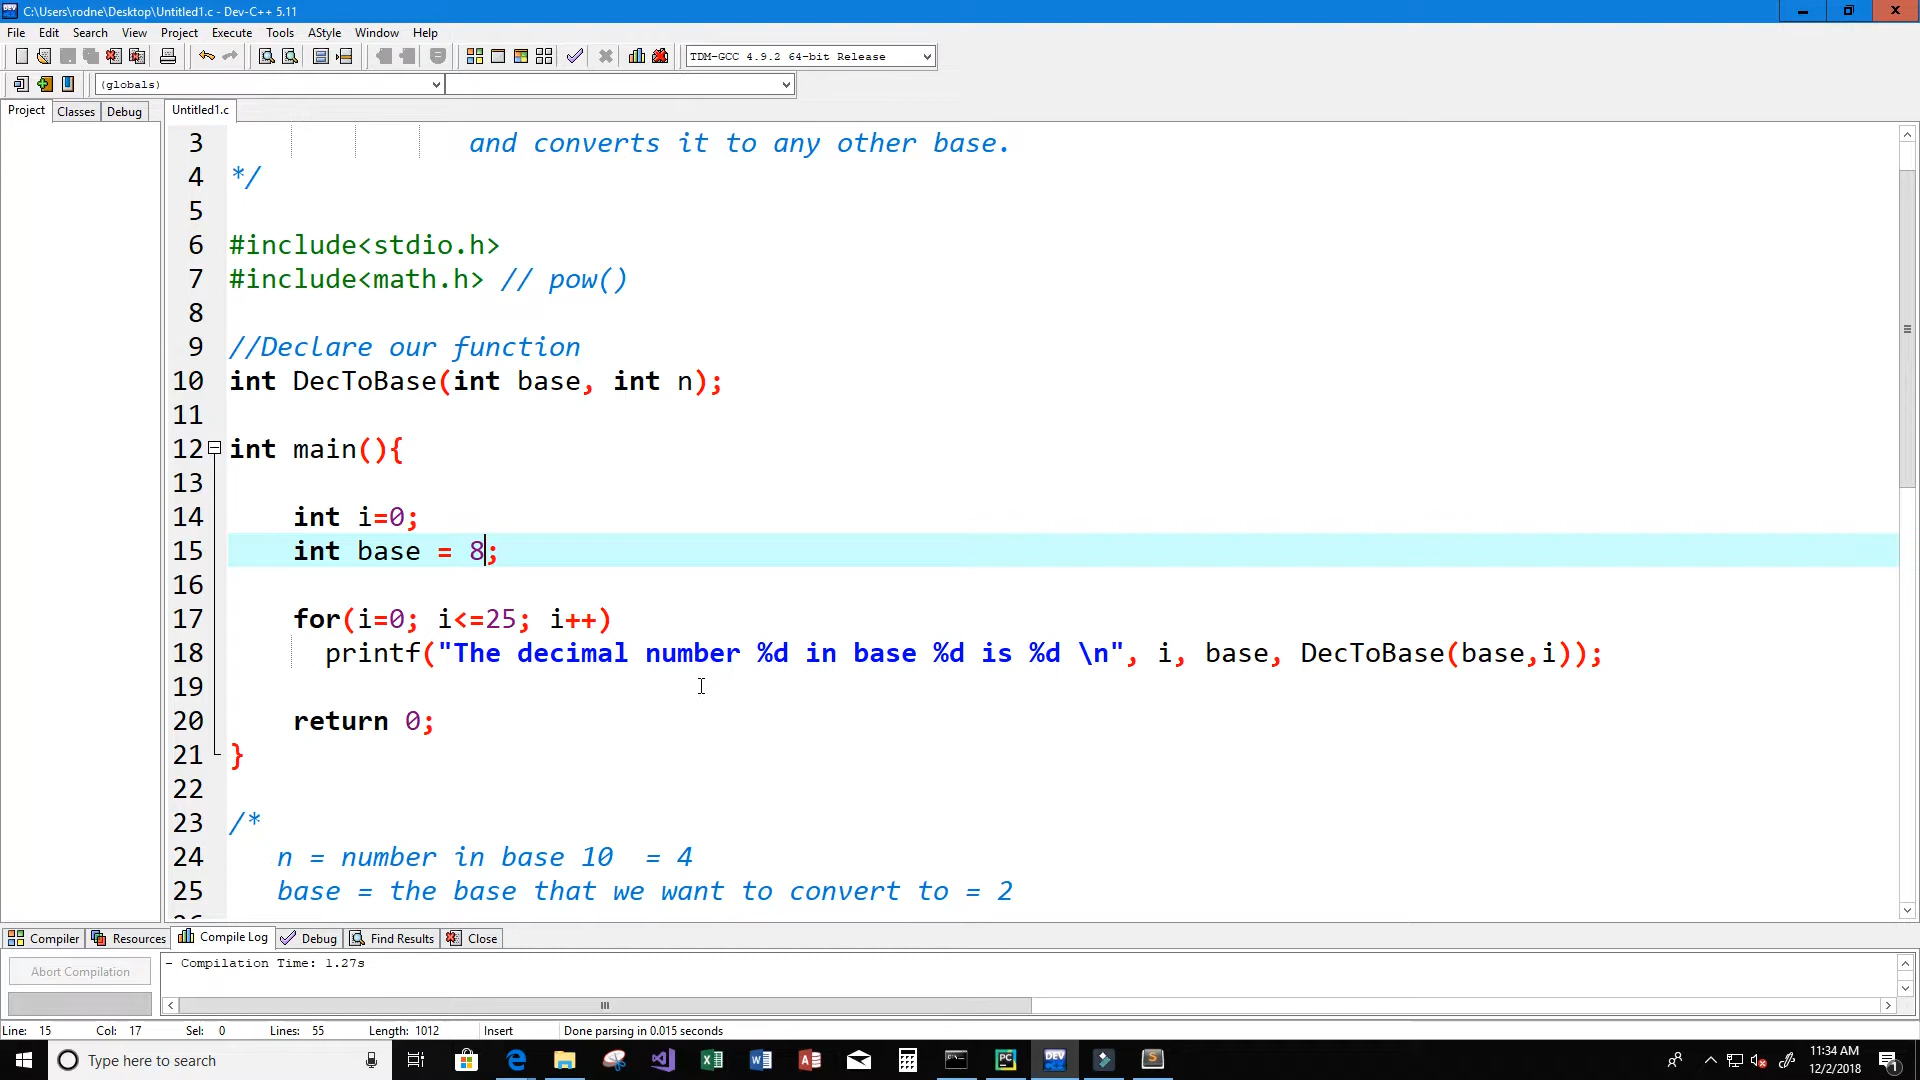 C:\Users\rodne\Desktop\Untitled1.c - Dev-C++ 5.11
File Edit Search View Project Execute Tools AStyle Window Help
TDM-GCC 4.9.2 64-bit Release
(globals)
Project Classes Debug
Untitled1.c
3 and converts it to any other base.
4 */
5
6 #include<stdio.h>
7 #include<math.h> // pow()
8
9 //Declare our function
10 int DecToBase(int base, int n);
11
12 int main(){
13
14 int i=0;
15 int base = 8;
16
17 for(i=0; i<=25; i++)
18 printf("The decimal number %d in base %d is %d \n", i, base, DecToBase(base,i));
19
20 return 0;
21 }
22
23 /*
24 n = number in base 10  = 4
25 base = the base that we want to convert to = 2
Compiler Resources Compile Log Debug Find Results Close
Abort Compilation
- Compilation Time: 1.27s
Line: 15 Col: 17 Sel: 0 Lines: 55 Length: 1012 Insert Done parsing in 0.015 seconds
Type here to search
11:34 AM
12/2/2018